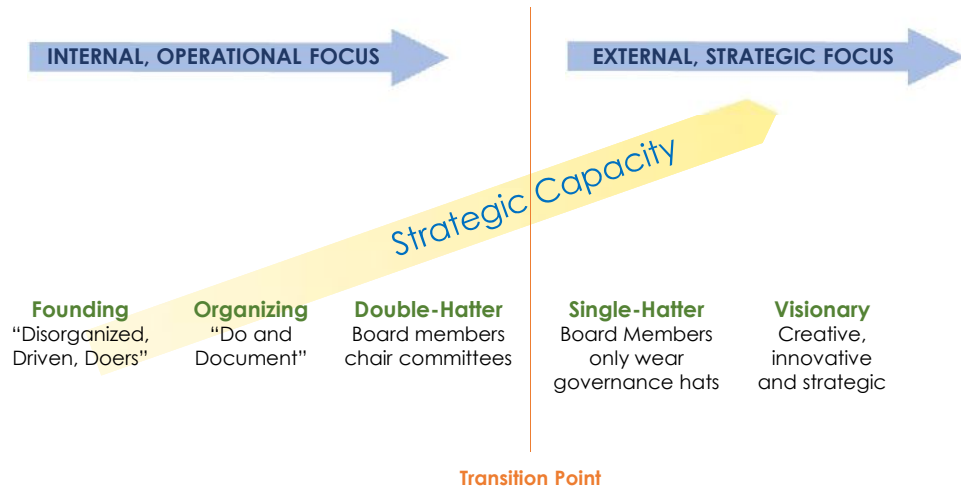 INTERNAL, OPERATIONAL FOCUS
EXTERNAL, STRATEGIC FOCUS
Strategic Capacity
Founding
“Disorganized,
Driven, Doers”
Organizing
“Do and
Document”
Double-Hatter
Board members
chair committees
Single-Hatter
Board Members
only wear
governance hats
Visionary
Creative,
innovative
and strategic
Transition Point